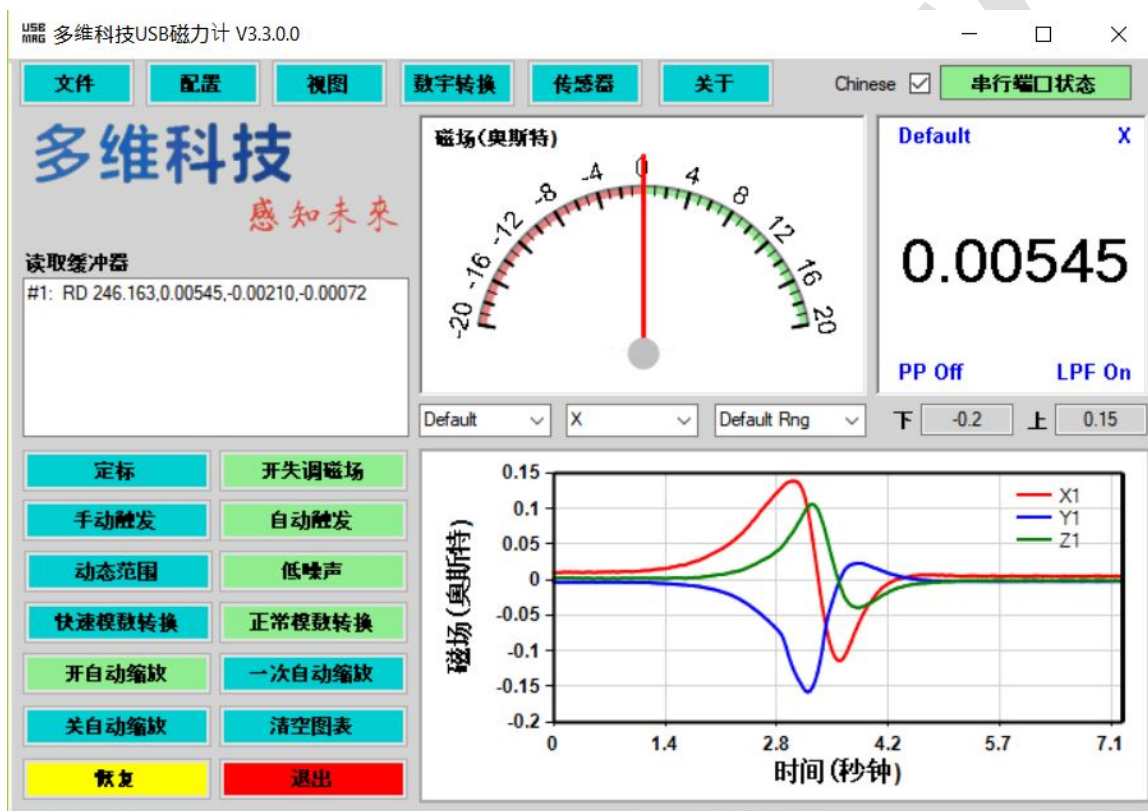 USB
MAG 多维科技USB磁力计 V3.3.0.0
文件 配置 视图 数字转换 传感器 关于 Chinese 串行端口状态
多维科技
感知未來
读取缓冲器
#1: RD 246.163,0.00545,-0.00210,-0.00072
磁场(奥斯特)
-20 -16 -12 -8 -4 0 4 8 12 16 20
Default X
0.00545
PP Off LPF On
Default X Default Rng 下 -0.2 上 0.15
定标 开失调磁场
手动触发 自动触发
动态范围 低噪声
快速模数转换 正常模数转换
开自动缩放 一次自动缩放
关自动缩放 清空图表
恢复 退出
磁场(奥斯特)
0.15
0.1
0.05
0
-0.05
-0.1
-0.15
-0.2
X1
Y1
Z1
0 1.4 2.8 4.2 5.7 7.1
时间(秒钟)